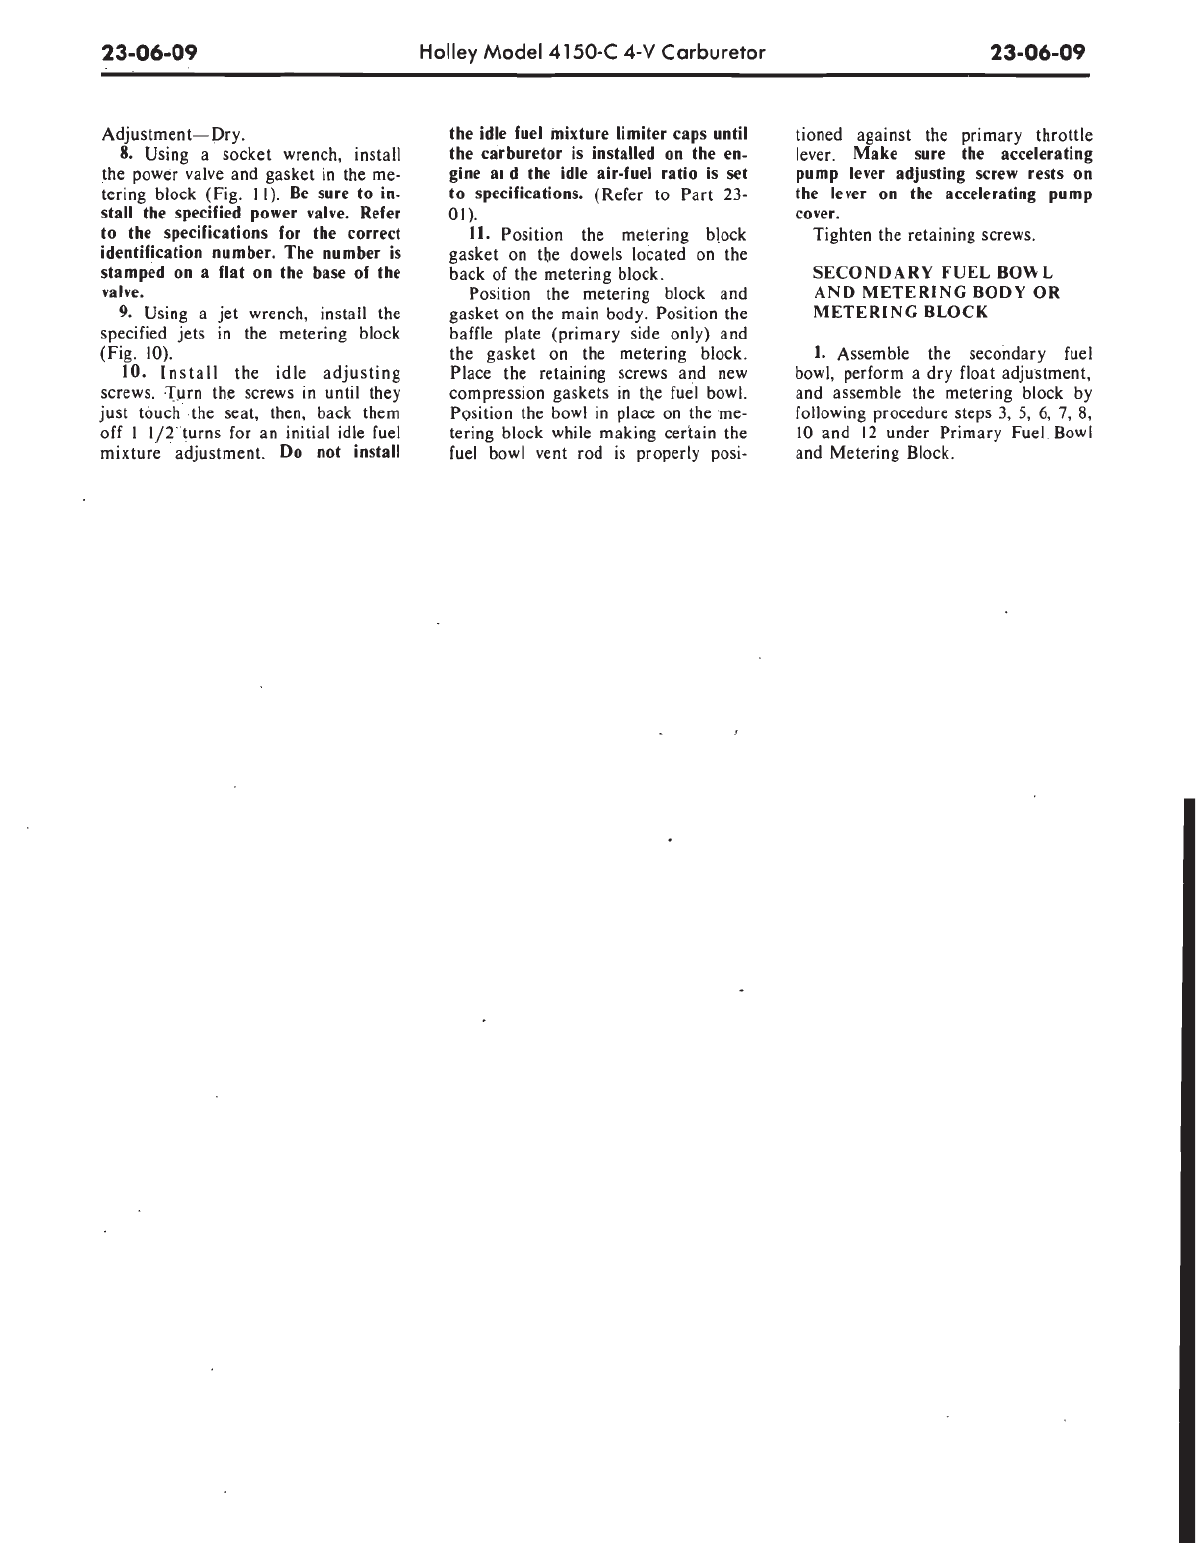 23-06-09 Holley Model 4150-C 4-V Carburetor 23-06-09
Adjustment—Dry.
8. Using a socket wrench, install
the power valve and gasket in the me-
tering block (Fig. 11). Be sure to in-
stall the specified power valve. Refer
to the specifications for the correct
identification number. The number is
stamped on a flat on the base of the
valve.
9. Using a jet wrench, install the
specified jets in the metering block
(Fig. 10).
10. Install the idle adjusting
screws. Turn the screws in until they
just touch the seat, then, back them
off 1 1/2 turns for an initial idle fuel
mixture adjustment. Do not install
the idle fuel mixture limiter caps until
the carburetor is installed on the en-
gine and the idle air-fuel ratio is set
to specifications. (Refer to Part 23-
01).
11. Position the metering block
gasket on the dowels located on the
back of the metering block.
Position the metering block and
gasket on the main body. Position the
baffle plate (primary side only) and
the gasket on the metering block.
Place the retaining screws and new
compression gaskets in the fuel bowl.
Position the bowl in place on the me-
tering block while making certain the
fuel bowl vent rod is properly posi-
tioned against the primary throttle
lever. Make sure the accelerating
pump lever adjusting screw rests on
the lever on the accelerating pump
cover.
Tighten the retaining screws.
SECONDARY FUEL BOWL
AND METERING BODY OR
METERING BLOCK
1. Assemble the secondary fuel
bowl, perform a dry float adjustment,
and assemble the metering block by
following procedure steps 3, 5, 6, 7, 8,
10 and 12 under Primary Fuel Bowl
and Metering Block.